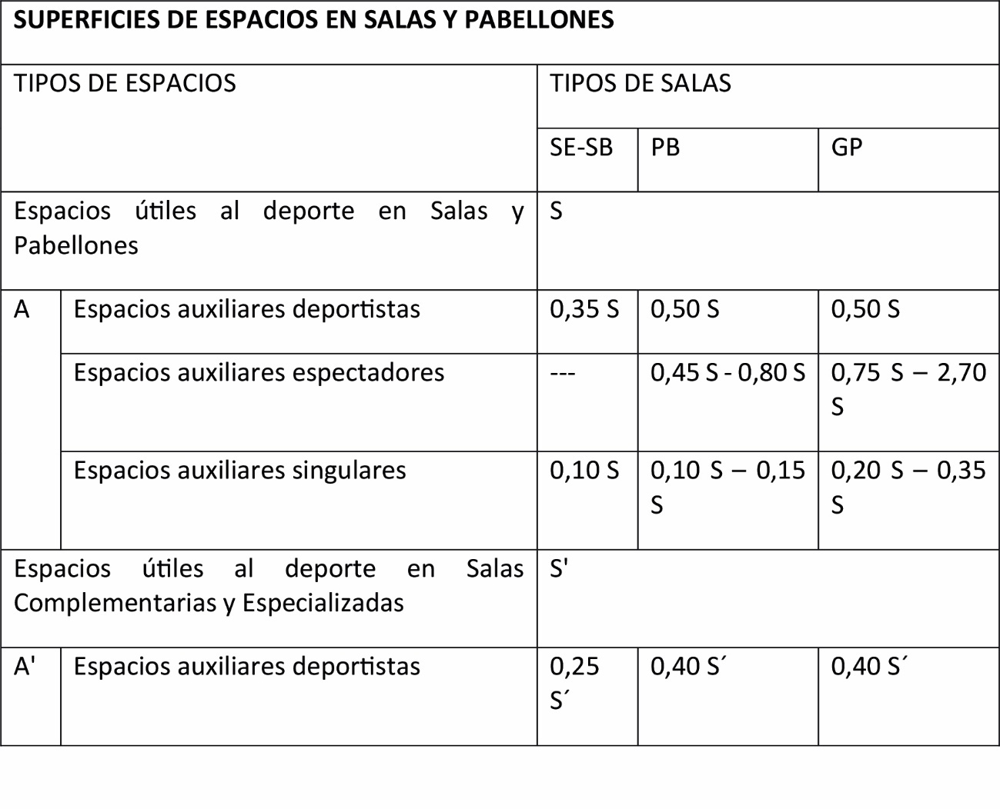 SUPERFICIES DE ESPACIOS EN SALAS Y PABELLONES
TIPOS DE ESPACIOS
TIPOS DE SALAS
SE-SB
PB
GP
Espacios útiles al deporte en Salas y
Pabellones
S
A
Espacios auxiliares deportistas
0,35 S
0,50 S
0,50 S
Espacios auxiliares espectadores
---
0,45 S - 0,80 S
0,75 S – 2,70
S
Espacios auxiliares singulares
0,10 S
0,10 S – 0,15
S
0,20 S – 0,35
S
Espacios útiles al deporte en Salas
Complementarias y Especializadas
S'
A'
Espacios auxiliares deportistas
0,25
S´
0,40 S´
0,40 S´